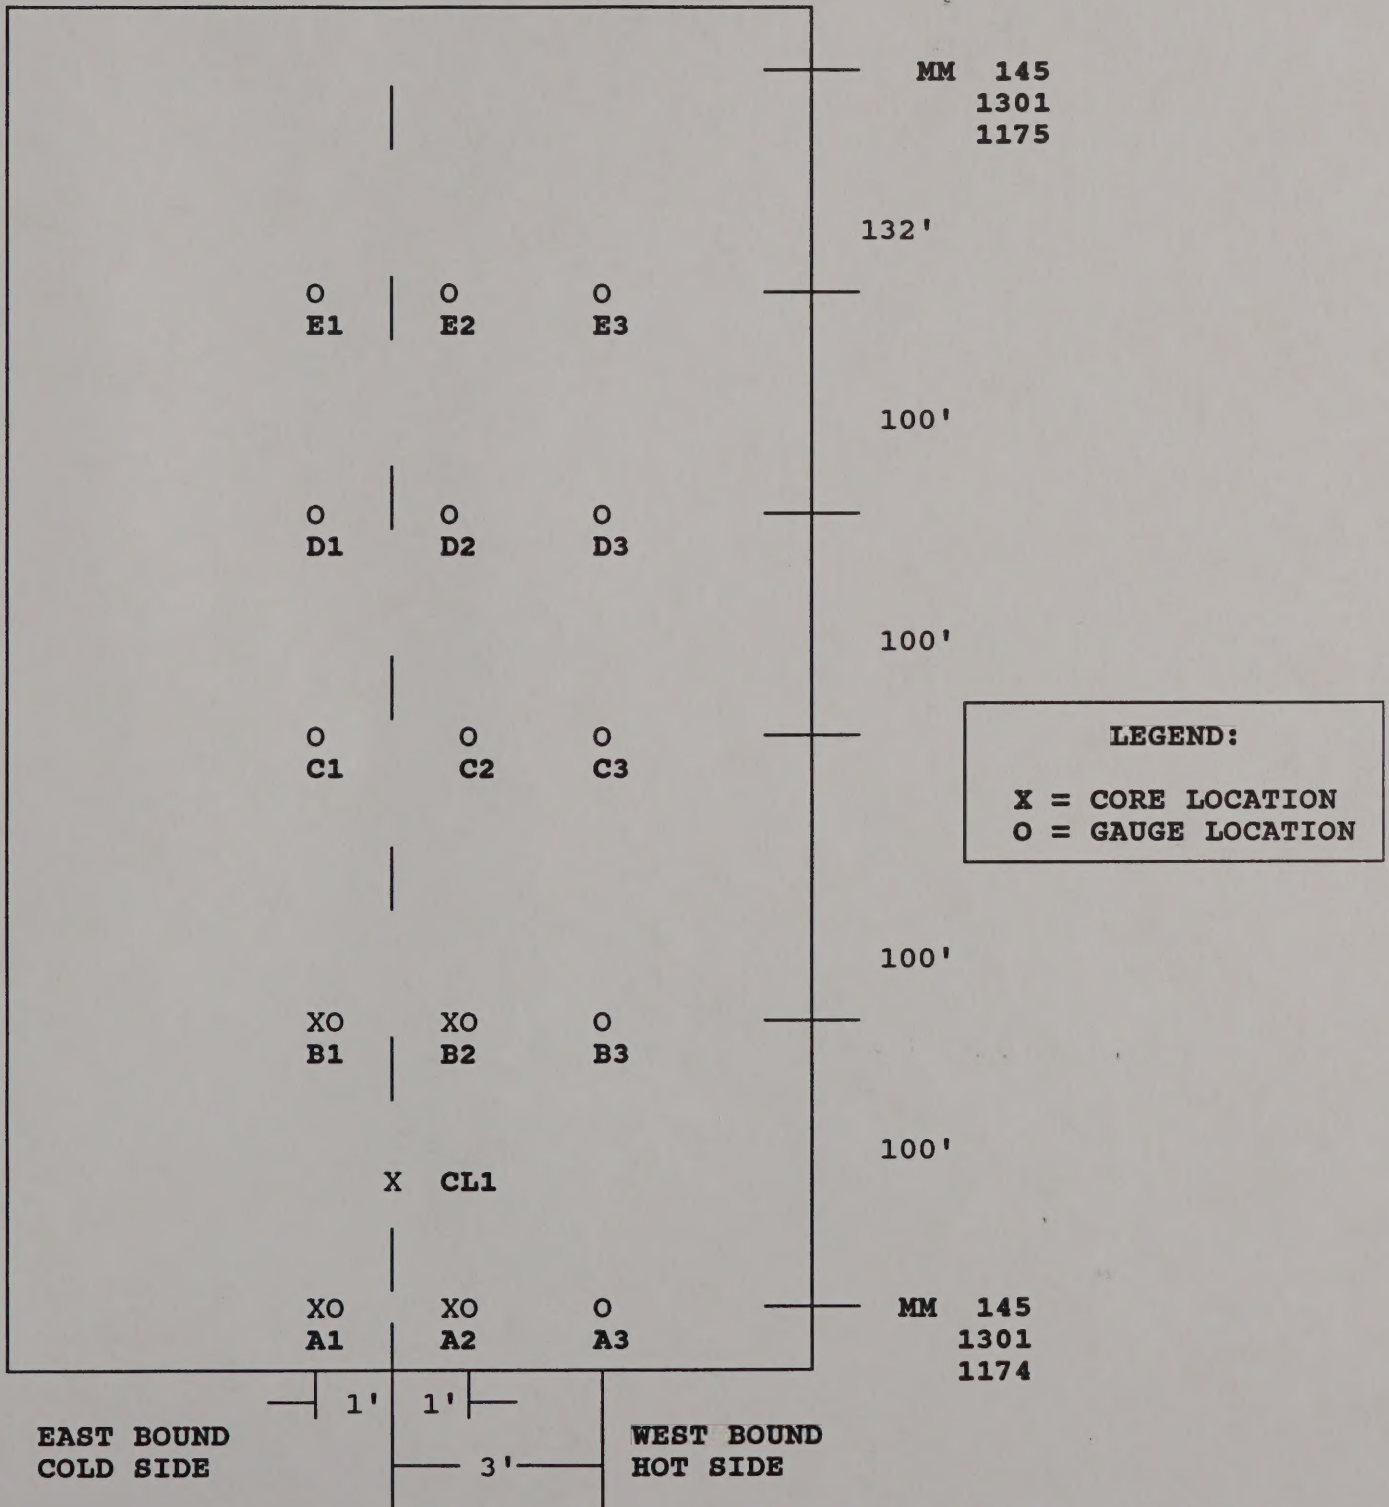 MM 145
1301
1175
132'
O O O
E1 E2 E3
100'
O O O
D1 D2 D3
100'
O O O
C1 C2 C3
LEGEND:
X = CORE LOCATION
O = GAUGE LOCATION
100'
XO XO O
B1 B2 B3
100'
X CL1
XO XO O MM 145
A1 A2 A3 1301
1174
1' 1'
EAST BOUND WEST BOUND
COLD SIDE 3' HOT SIDE